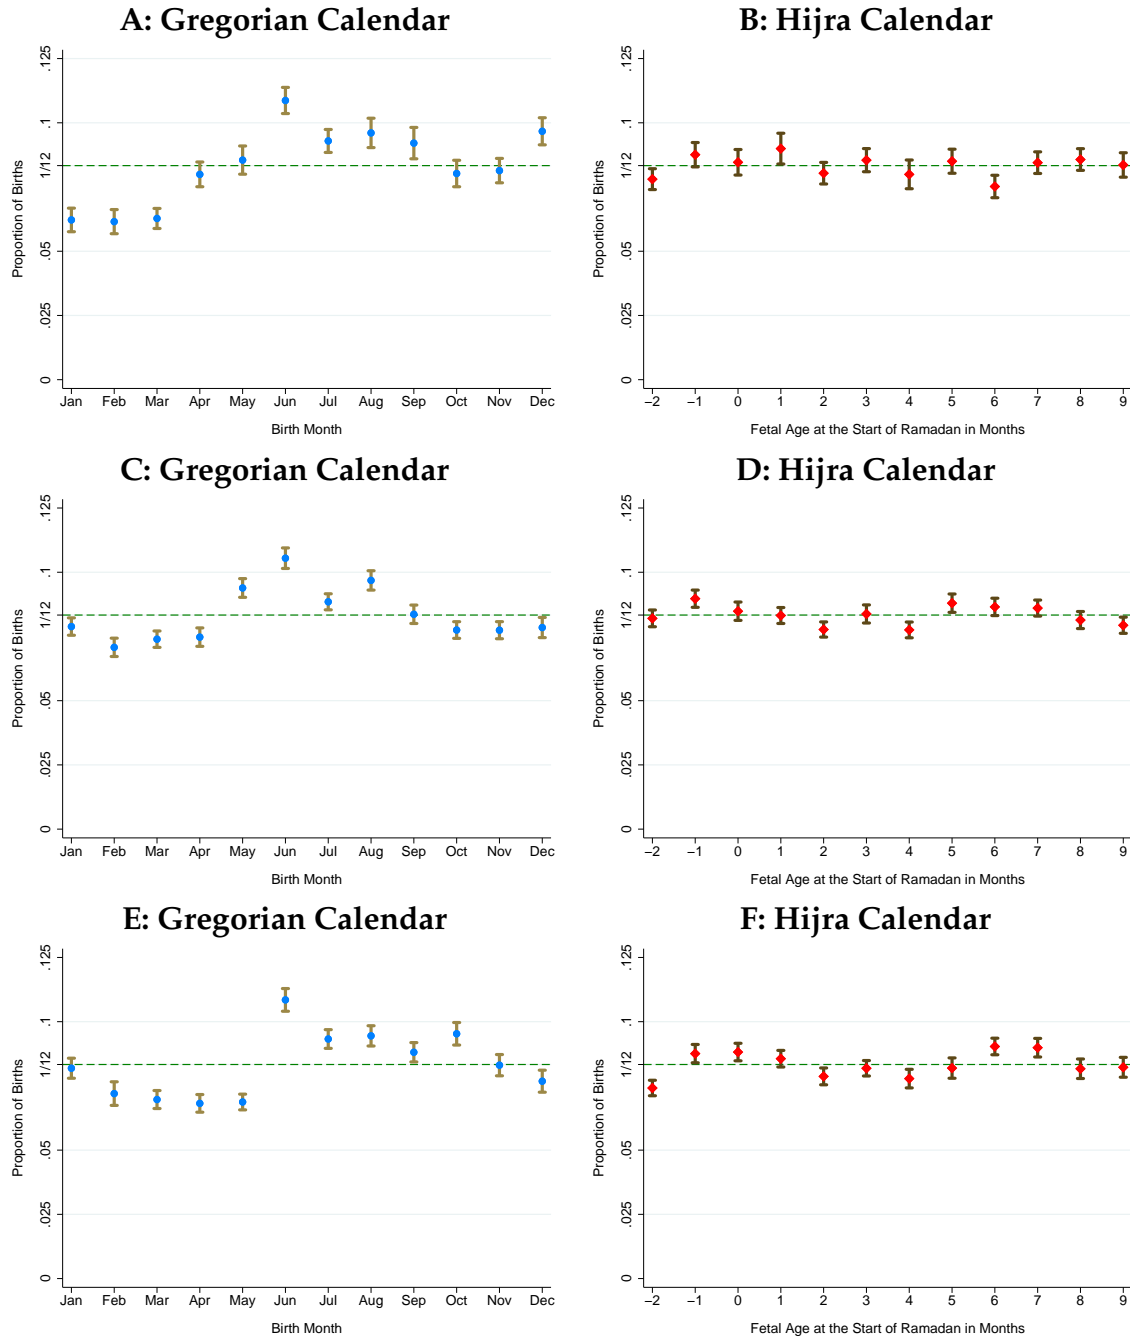 A: Gregorian Calendar
Proportion of Births
0 .025 .05 1/12 .1 .125
Jan Feb Mar Apr May Jun Jul Aug Sep Oct Nov Dec
Birth Month
B: Hijra Calendar
Proportion of Births
0 .025 .05 1/12 .1 .125
−2 −1 0 1 2 3 4 5 6 7 8 9
Fetal Age at the Start of Ramadan in Months
C: Gregorian Calendar
Proportion of Births
0 .025 .05 1/12 .1 .125
Jan Feb Mar Apr May Jun Jul Aug Sep Oct Nov Dec
Birth Month
D: Hijra Calendar
Proportion of Births
0 .025 .05 1/12 .1 .125
−2 −1 0 1 2 3 4 5 6 7 8 9
Fetal Age at the Start of Ramadan in Months
E: Gregorian Calendar
Proportion of Births
0 .025 .05 1/12 .1 .125
Jan Feb Mar Apr May Jun Jul Aug Sep Oct Nov Dec
Birth Month
F: Hijra Calendar
Proportion of Births
0 .025 .05 1/12 .1 .125
−2 −1 0 1 2 3 4 5 6 7 8 9
Fetal Age at the Start of Ramadan in Months